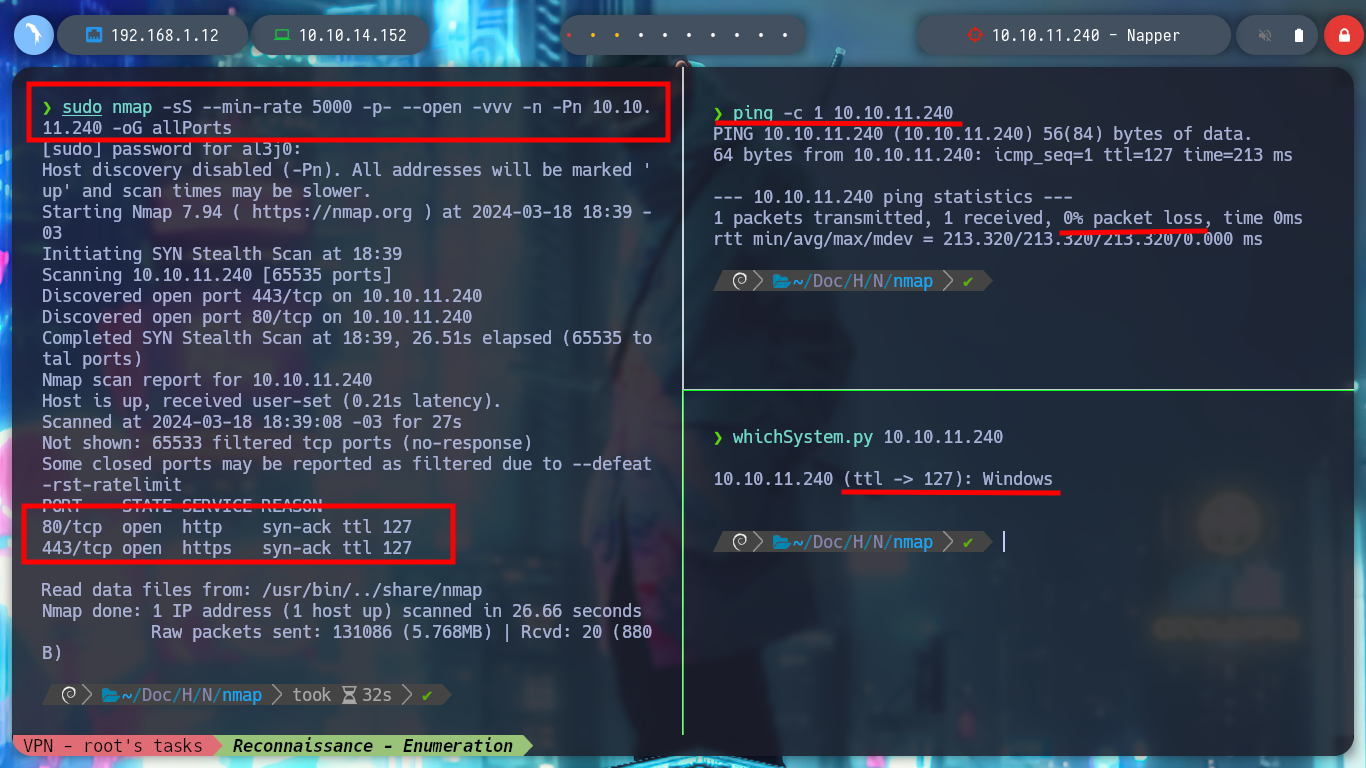 192.168.1.12
10.10.14.152
10.10.11.240 - Napper
❯ sudo nmap -sS --min-rate 5000 -p- --open -vvv -n -Pn 10.10.
11.240 -oG allPorts
[sudo] password for al3j0:
Host discovery disabled (-Pn). All addresses will be marked '
up' and scan times may be slower.
Starting Nmap 7.94 ( https://nmap.org ) at 2024-03-18 18:39 -
03
Initiating SYN Stealth Scan at 18:39
Scanning 10.10.11.240 [65535 ports]
Discovered open port 443/tcp on 10.10.11.240
Discovered open port 80/tcp on 10.10.11.240
Completed SYN Stealth Scan at 18:39, 26.51s elapsed (65535 to
tal ports)
Nmap scan report for 10.10.11.240
Host is up, received user-set (0.21s latency).
Scanned at 2024-03-18 18:39:08 -03 for 27s
Not shown: 65533 filtered tcp ports (no-response)
Some closed ports may be reported as filtered due to --defeat
-rst-ratelimit
PORT    STATE SERVICE REASON
80/tcp  open  http    syn-ack ttl 127
443/tcp open  https   syn-ack ttl 127
Read data files from: /usr/bin/../share/nmap
Nmap done: 1 IP address (1 host up) scanned in 26.66 seconds
Raw packets sent: 131086 (5.768MB) | Rcvd: 20 (880
B)
~/Doc/H/N/nmap took 32s ✔
❯ ping -c 1 10.10.11.240
PING 10.10.11.240 (10.10.11.240) 56(84) bytes of data.
64 bytes from 10.10.11.240: icmp_seq=1 ttl=127 time=213 ms
--- 10.10.11.240 ping statistics ---
1 packets transmitted, 1 received, 0% packet loss, time 0ms
rtt min/avg/max/mdev = 213.320/213.320/213.320/0.000 ms
~/Doc/H/N/nmap ✔
❯ whichSystem.py 10.10.11.240
10.10.11.240 (ttl -> 127): Windows
~/Doc/H/N/nmap ✔
VPN - root's tasks
Reconnaissance - Enumeration